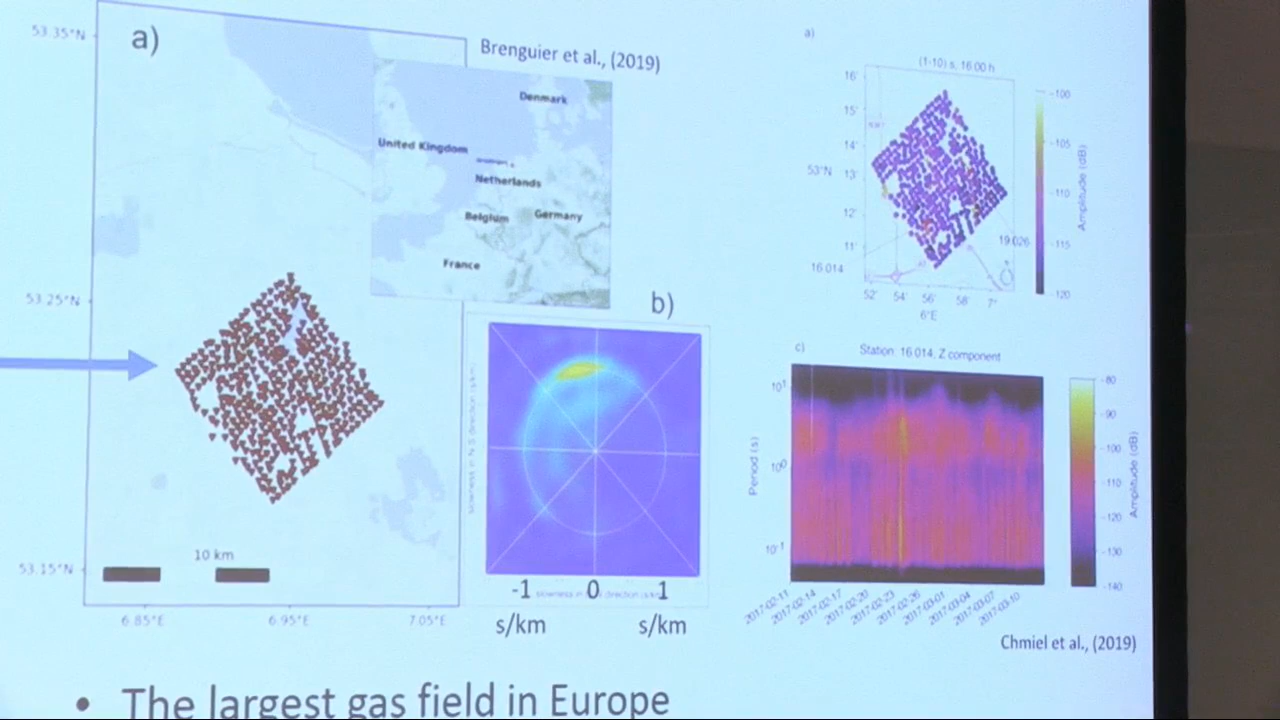 53.35°N
a)
Brenguier et al., (2019)
Denmark
United Kingdom
Netherlands
Belgium
Germany
France
53.25°N
10 km
53.15°N
6.85°E
6.95°E
7.05°E
b)
-1
0
1
s/km
s/km
a)
(1-10) s, 16:00 h
16'
15'
14'
53°N
13'
12'
11'
16 014
19 026
52'
54'
56'
58'
7°
6°E
-100
-105
-110
-115
-120
Amplitude (dB)
c)
Station: 16 014, Z component
10¹
10⁰
10⁻¹
Period (s)
-80
-90
-100
-110
-120
-130
-140
Amplitude (dB)
2017-02-11
2017-02-14
2017-02-17
2017-02-20
2017-02-23
2017-02-26
2017-03-01
2017-03-04
2017-03-07
2017-03-10
Chmiel et al., (2019)
• The largest gas field in Europe